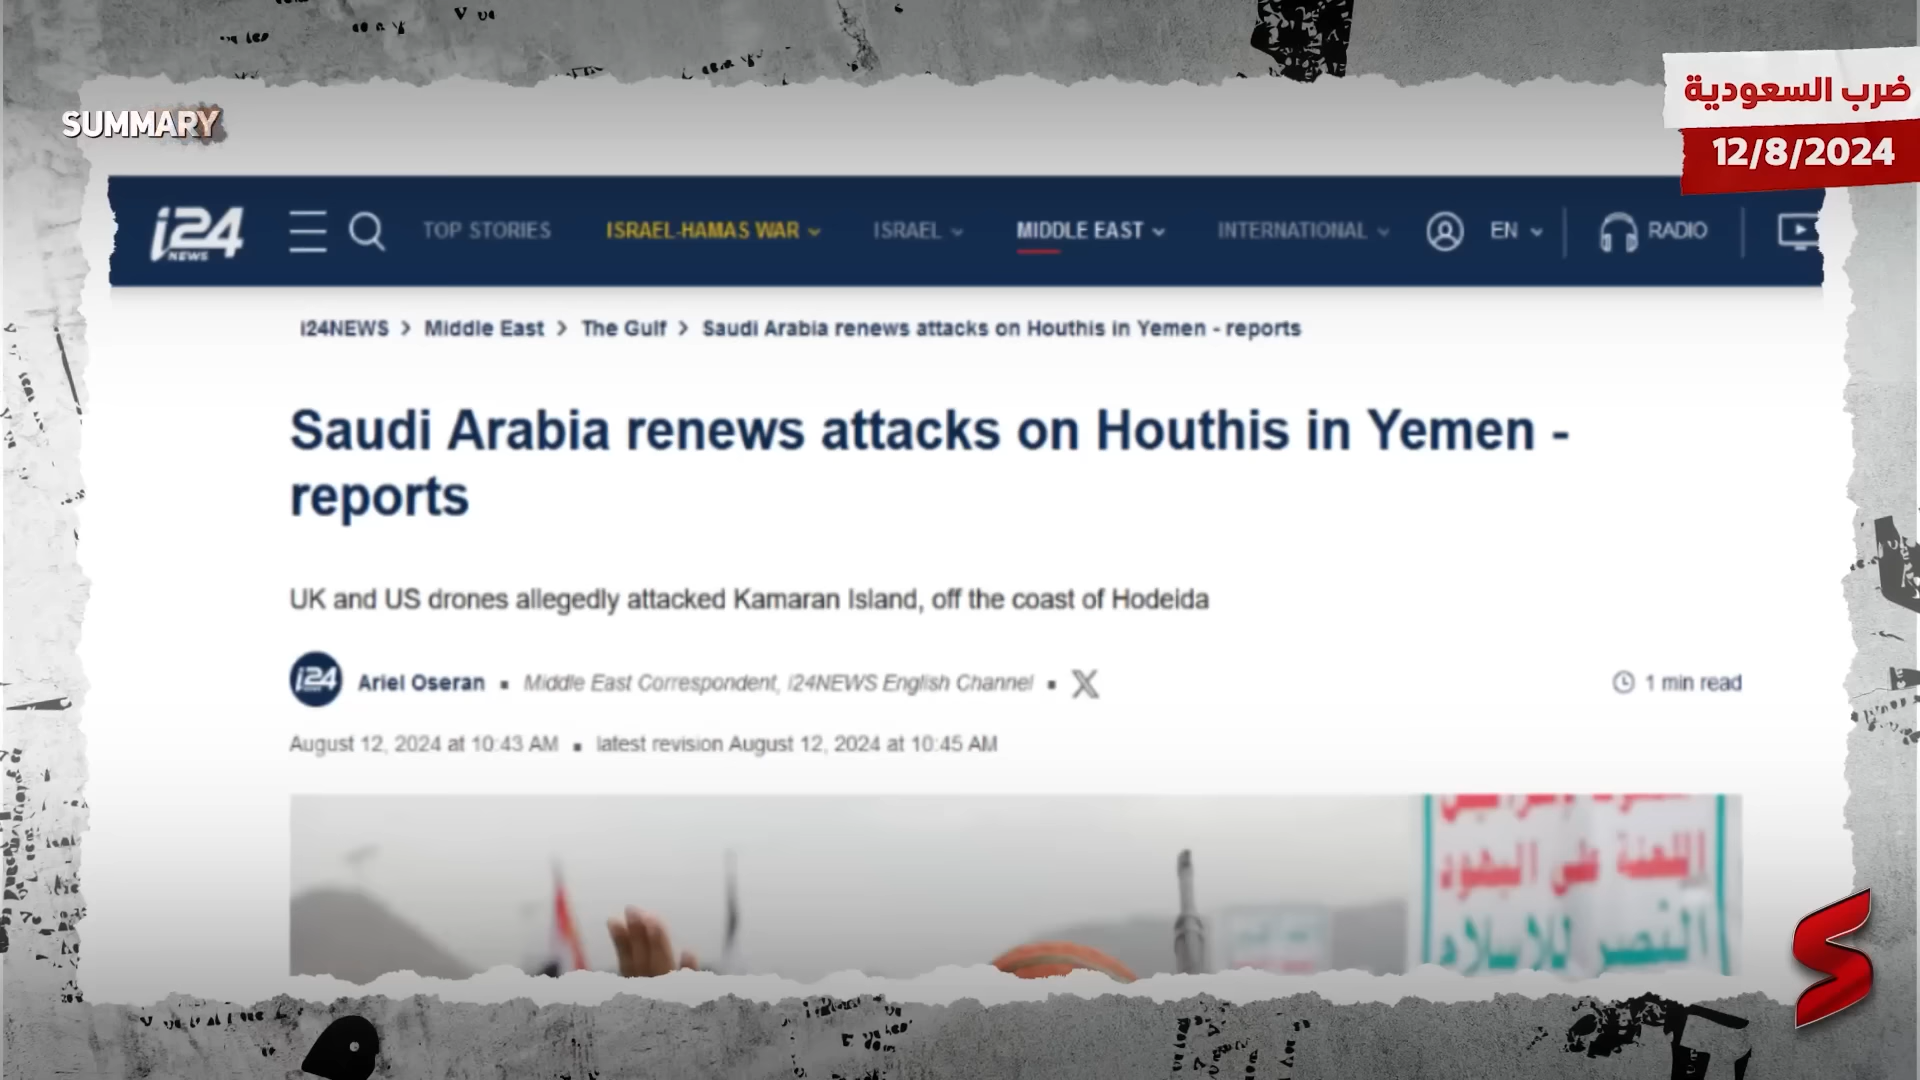 SUMMARY
ضرب السعودية
12/8/2024
i24
NEWS
TOP STORIES
ISRAEL-HAMAS WAR
ISRAEL
MIDDLE EAST
INTERNATIONAL
EN
RADIO
i24NEWS > Middle East > The Gulf > Saudi Arabia renews attacks on Houthis in Yemen - reports
Saudi Arabia renews attacks on Houthis in Yemen -
reports
UK and US drones allegedly attacked Kamaran Island, off the coast of Hodeida
i24
Ariel Oseran ▪ Middle East Correspondent, i24NEWS English Channel ▪ X
1 min read
August 12, 2024 at 10:43 AM ▪ latest revision August 12, 2024 at 10:45 AM
اللعنة على اليهود
النصر للاسلام
S